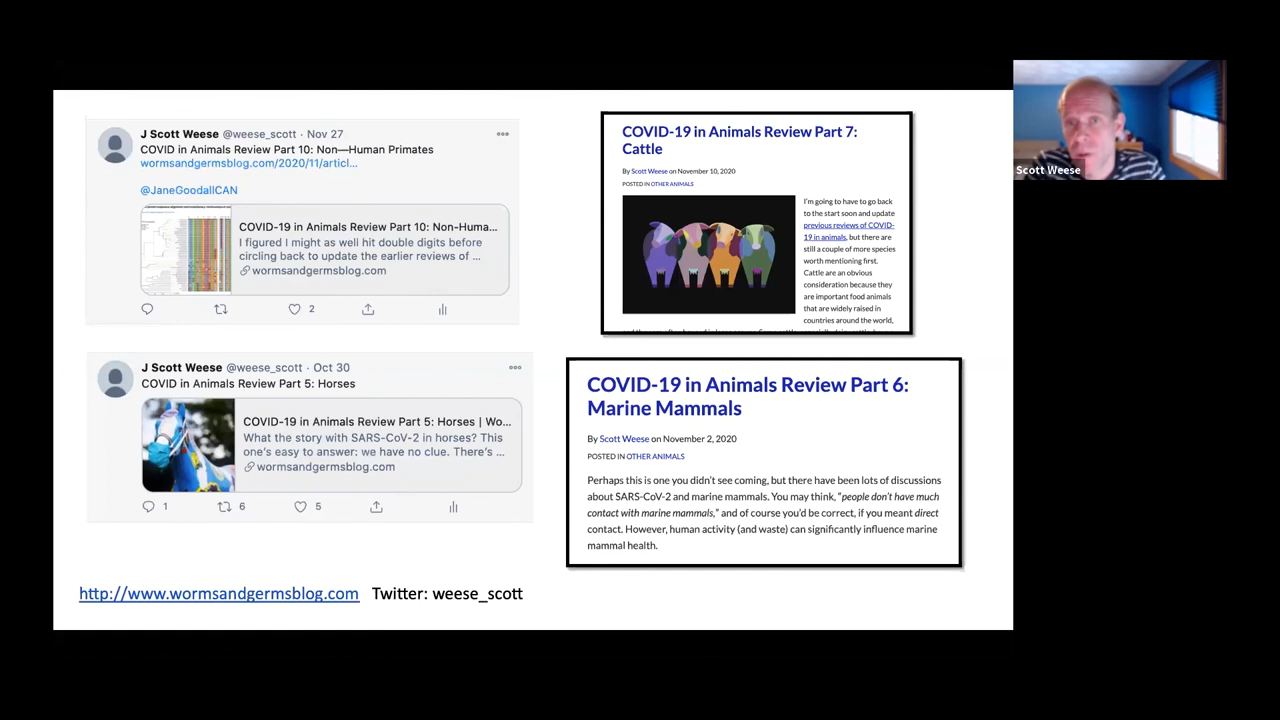 J Scott Weese @weese_scott · Nov 27
COVID in Animals Review Part 10: Non—Human Primates
wormsandgermsblog.com/2020/11/articl...
@JaneGoodallCAN
COVID-19 in Animals Review Part 10: Non-Huma...
I figured I might as well hit double digits before
circling back to update the earlier reviews of ...
wormsandgermsblog.com
2
J Scott Weese @weese_scott · Oct 30
COVID in Animals Review Part 5: Horses
COVID-19 in Animals Review Part 5: Horses | Wo...
What the story with SARS-CoV-2 in horses? This
one's easy to answer: we have no clue. There's ...
wormsandgermsblog.com
1 6 5
http://www.wormsandgermsblog.com Twitter: weese_scott
COVID-19 in Animals Review Part 7:
Cattle
By Scott Weese on November 10, 2020
POSTED IN OTHER ANIMALS
I'm going to have to go back
to the start soon and update
previous reviews of COVID-
19 in animals, but there are
still a couple of more species
worth mentioning first.
Cattle are an obvious
consideration because they
are important food animals
that are widely raised in
countries around the world,
COVID-19 in Animals Review Part 6:
Marine Mammals
By Scott Weese on November 2, 2020
POSTED IN OTHER ANIMALS
Perhaps this is one you didn't see coming, but there have been lots of discussions
about SARS-CoV-2 and marine mammals. You may think, "people don't have much
contact with marine mammals," and of course you'd be correct, if you meant direct
contact. However, human activity (and waste) can significantly influence marine
mammal health.
Scott Weese